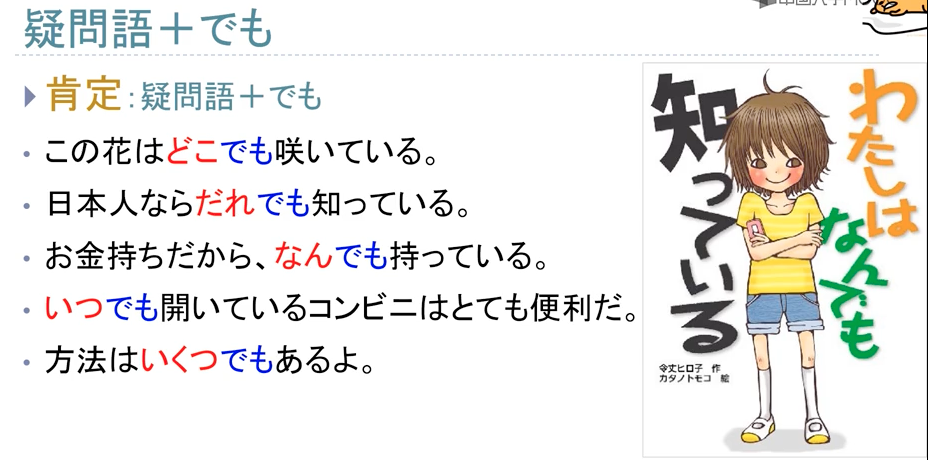 疑問語＋でも
肯定：疑問語＋でも
この花はどこでも咲いている。
日本人ならだれでも知っている。
お金持ちだから、なんでも持っている。
いつでも開いているコンビニはとても便利だ。
方法はいくつでもあるよ。
わたしは
なんでも
知っている
令丈ヒロ子 作
カタノトモコ 絵